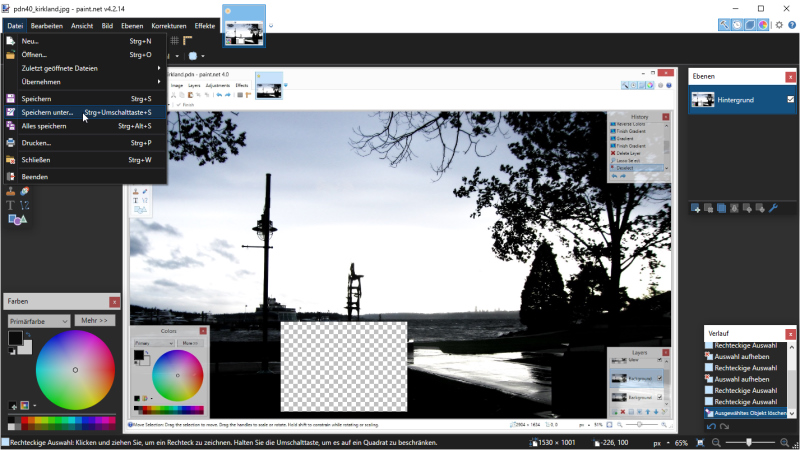 pdn40_kirkland.jpg - paint.net v4.2.14
Datei Bearbeiten Ansicht Bild Ebenen Korrekturen Effekte
Neu... Strg+N
Öffnen... Strg+O
Zuletzt geöffnete Dateien
Übernehmen
Speichern Strg+S
Speichern unter... Strg+Umschalttaste+S
Alles speichern Strg+Alt+S
Drucken... Strg+P
Schließen Strg+W
Beenden
kirkland.pdn - paint.net 4.0
Image Layers Adjustments Effects
Finish
History
Reverse Colors
Finish Gradient
Gradient
Finish Gradient
Delete Layer
Lasso Select
Deselect
Ebenen
Hintergrund
Farben
Primärfarbe Mehr >>
Colors
Primary More >>
Layers
View
Background
Background
Verlauf
Rechteckige Auswahl
Auswahl aufheben
Rechteckige Auswahl
Auswahl aufheben
Rechteckige Auswahl
Rechteckige Auswahl
Ausgewähltes Objekt löschen
Move Selection: Drag the selection to move. Drag the handles to scale or rotate. Hold shift to constrain while rotating or scaling.
Rechteckige Auswahl: Klicken und ziehen Sie, um ein Rechteck zu zeichnen. Halten Sie die Umschalttaste, um es auf ein Quadrat zu beschränken.
1530 × 1001 -226, 100 px 65%